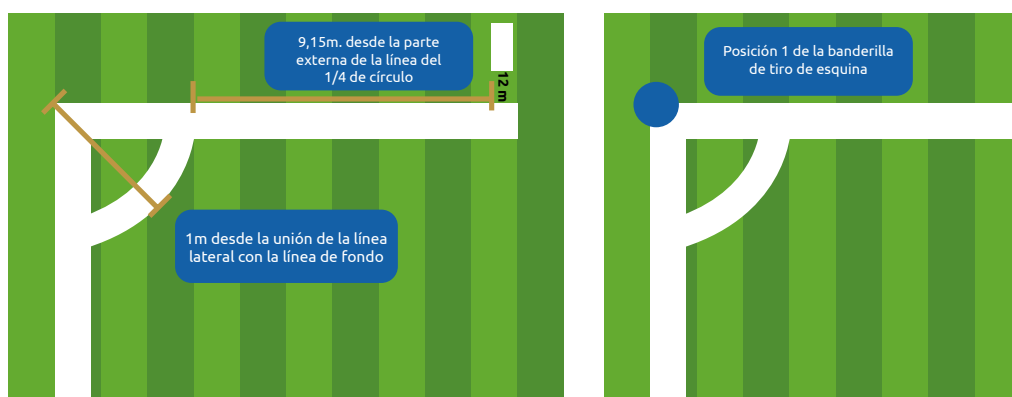 9,15m. desde la parte
externa de la línea del
1/4 de círculo
12 m
1m desde la unión de la línea
lateral con la línea de fondo
Posición 1 de la banderilla
de tiro de esquina